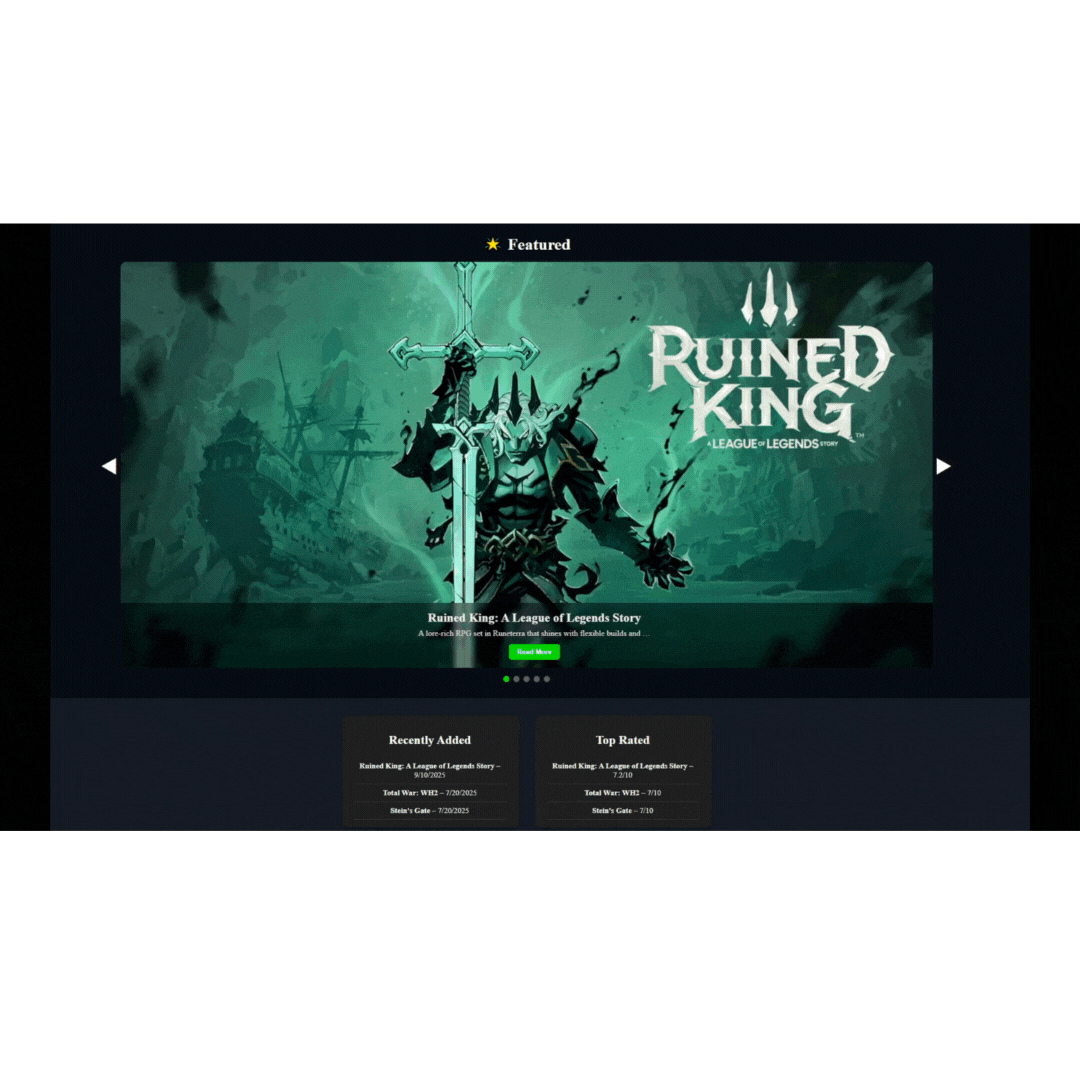 Featured
RUINED
KING™
A LEAGUE OF LEGENDS STORY
Ruined King: A League of Legends Story
A lore-rich RPG set in Runeterra that shines with flexible builds and …
Read More
Recently Added
Ruined King: A League of Legends Story –
9/10/2025
Total War: WH2 – 7/20/2025
Stein's Gate – 7/20/2025
Top Rated
Ruined King: A League of Legends Story –
7.2/10
Total War: WH2 – 7/10
Stein's Gate – 7/10